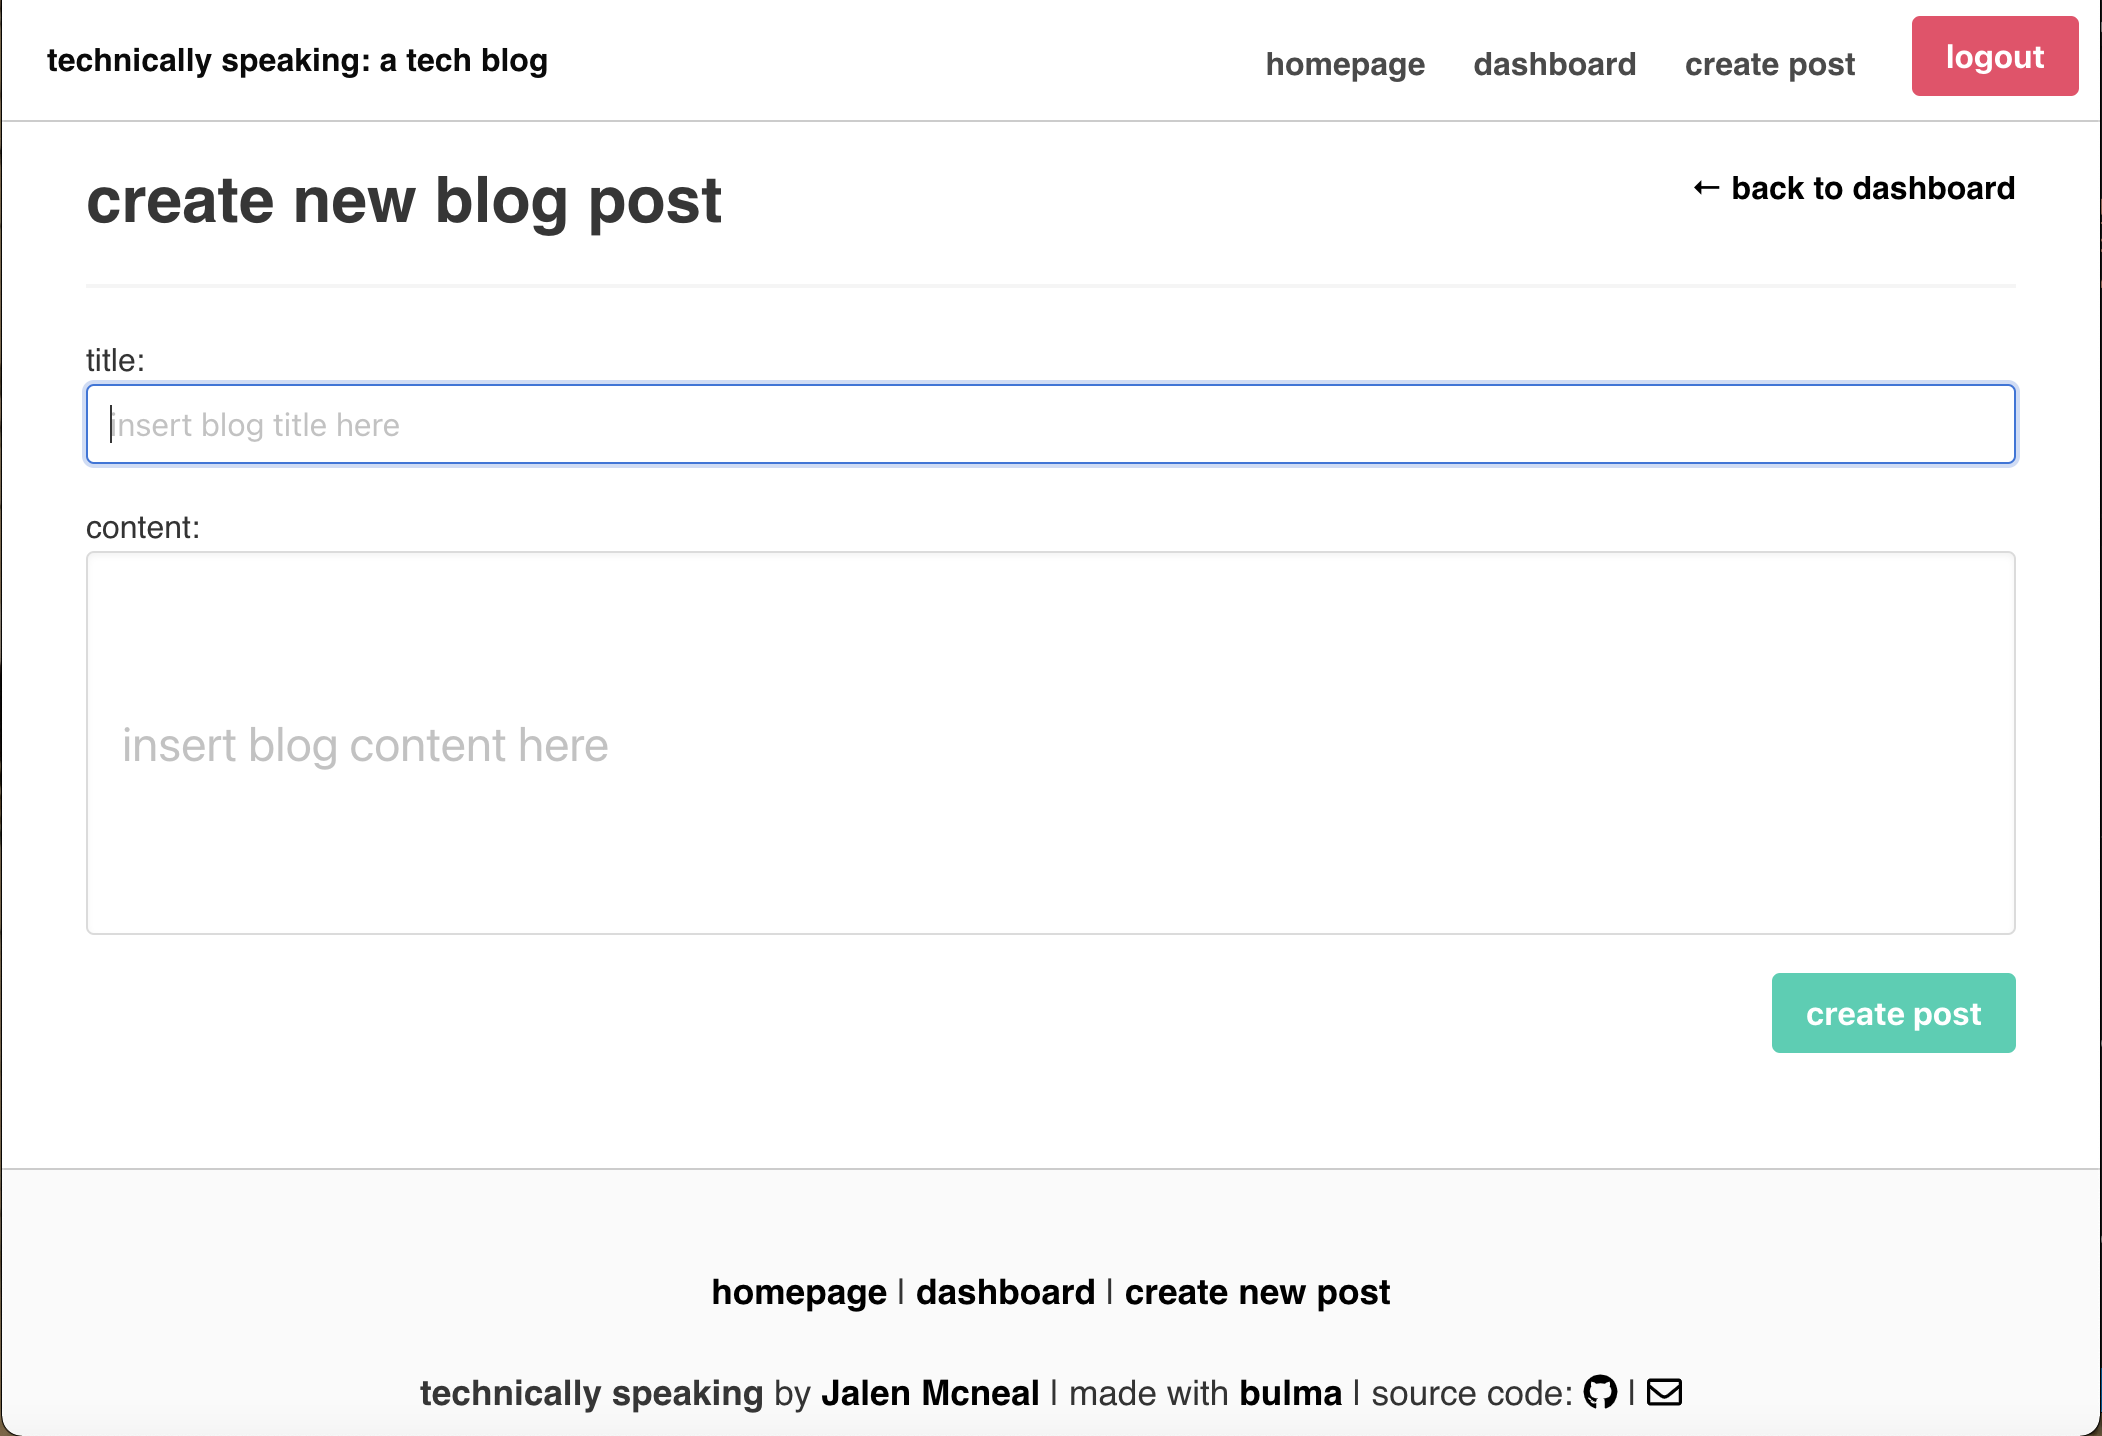 technically speaking: a tech blog
homepage dashboard create post logout
create new blog post
← back to dashboard
title:
insert blog title here
content:
insert blog content here
create post
homepage | dashboard | create new post
technically speaking by Jalen Mcneal | made with bulma | source code: |